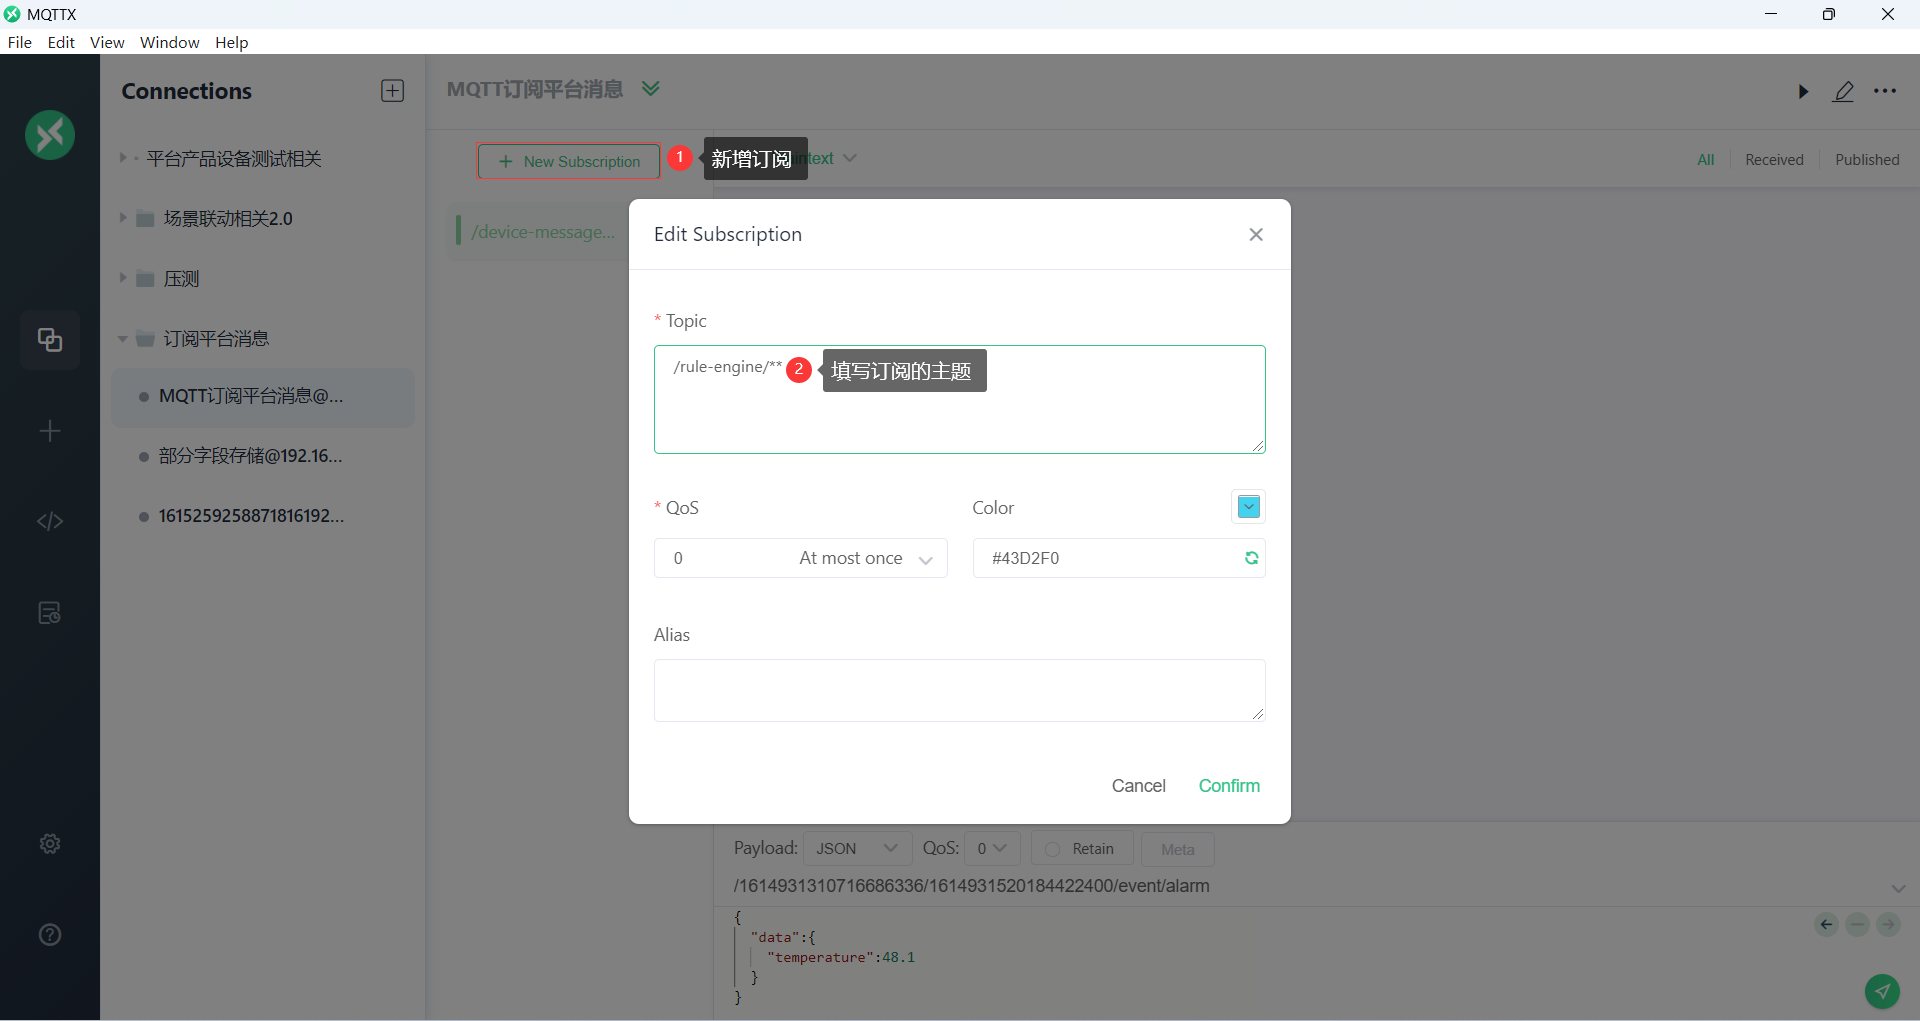 MQTTX
File Edit View Window Help
Connections
平台产品设备测试相关
场景联动相关2.0
压测
订阅平台消息
MQTT订阅平台消息@...
部分字段存储@192.16...
1615259258871816192...
MQTT订阅平台消息
New Subscription
1
新增订阅
All
Received
Published
/device-message...
Edit Subscription
* Topic
/rule-engine/**
2
填写订阅的主题
* QoS
Color
0 At most once
#43D2F0
Alias
Cancel
Confirm
Payload: JSON QoS: 0 Retain Meta
/1614931310716686336/1614931520184422400/event/alarm
{
"data":{
"temperature":48.1
}
}